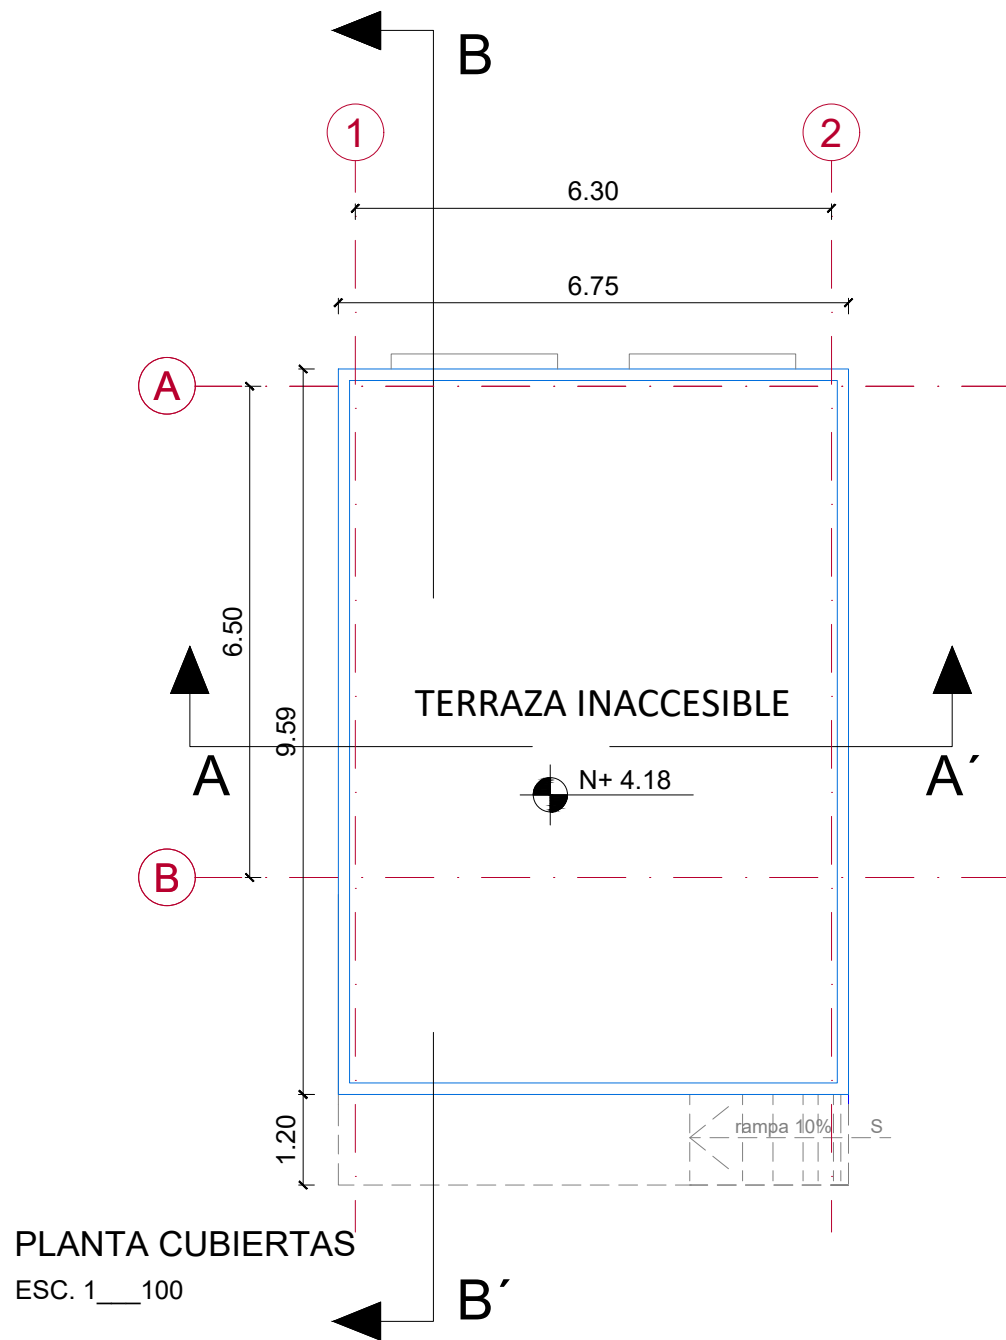 B
1
2
6.30
6.75
A
6.50
9.59
TERRAZA INACCESIBLE
A
A´
N+ 4.18
B
1.20
rampa 10%
S
PLANTA CUBIERTAS
ESC. 1___100
B´